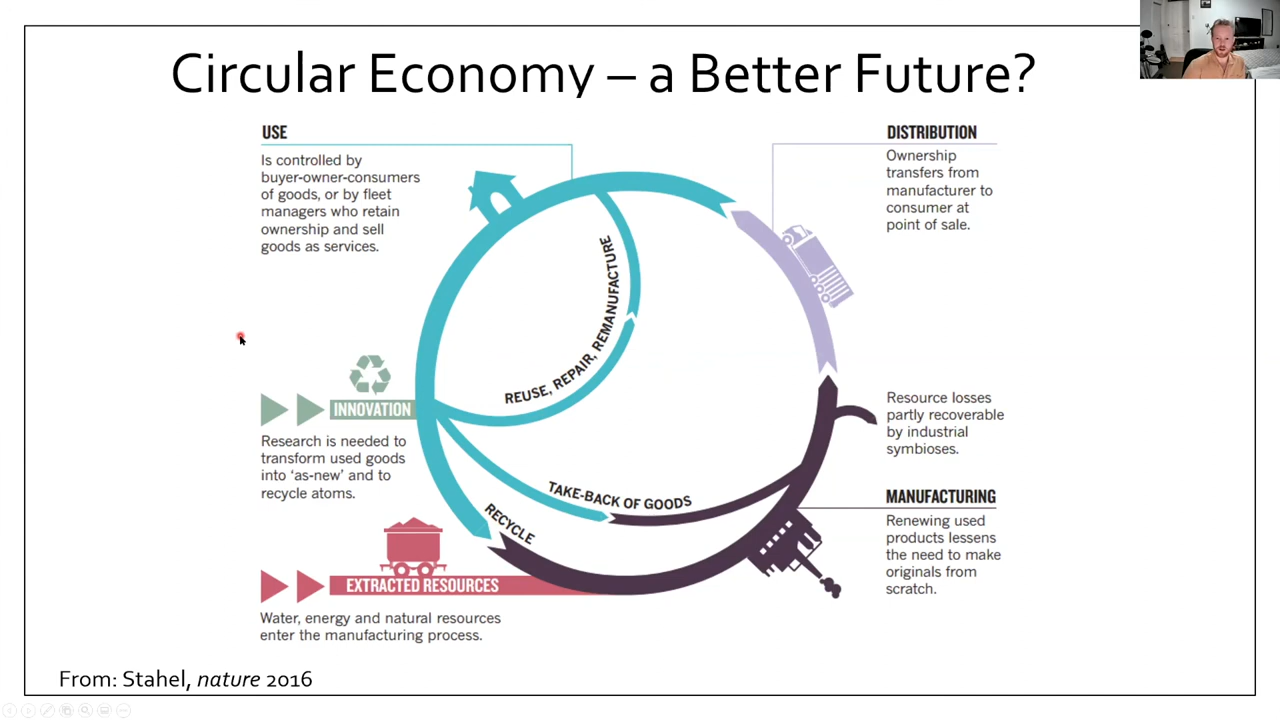 Circular Economy – a Better Future?
USE
Is controlled by
buyer-owner-consumers
of goods, or by fleet
managers who retain
ownership and sell
goods as services.
DISTRIBUTION
Ownership
transfers from
manufacturer to
consumer at
point of sale.
REUSE, REPAIR, REMANUFACTURE
INNOVATION
Research is needed to
transform used goods
into ‘as-new’ and to
recycle atoms.
Resource losses
partly recoverable
by industrial
symbioses.
TAKE-BACK OF GOODS
RECYCLE
MANUFACTURING
Renewing used
products lessens
the need to make
originals from
scratch.
EXTRACTED RESOURCES
Water, energy and natural resources
enter the manufacturing process.
From: Stahel, nature 2016